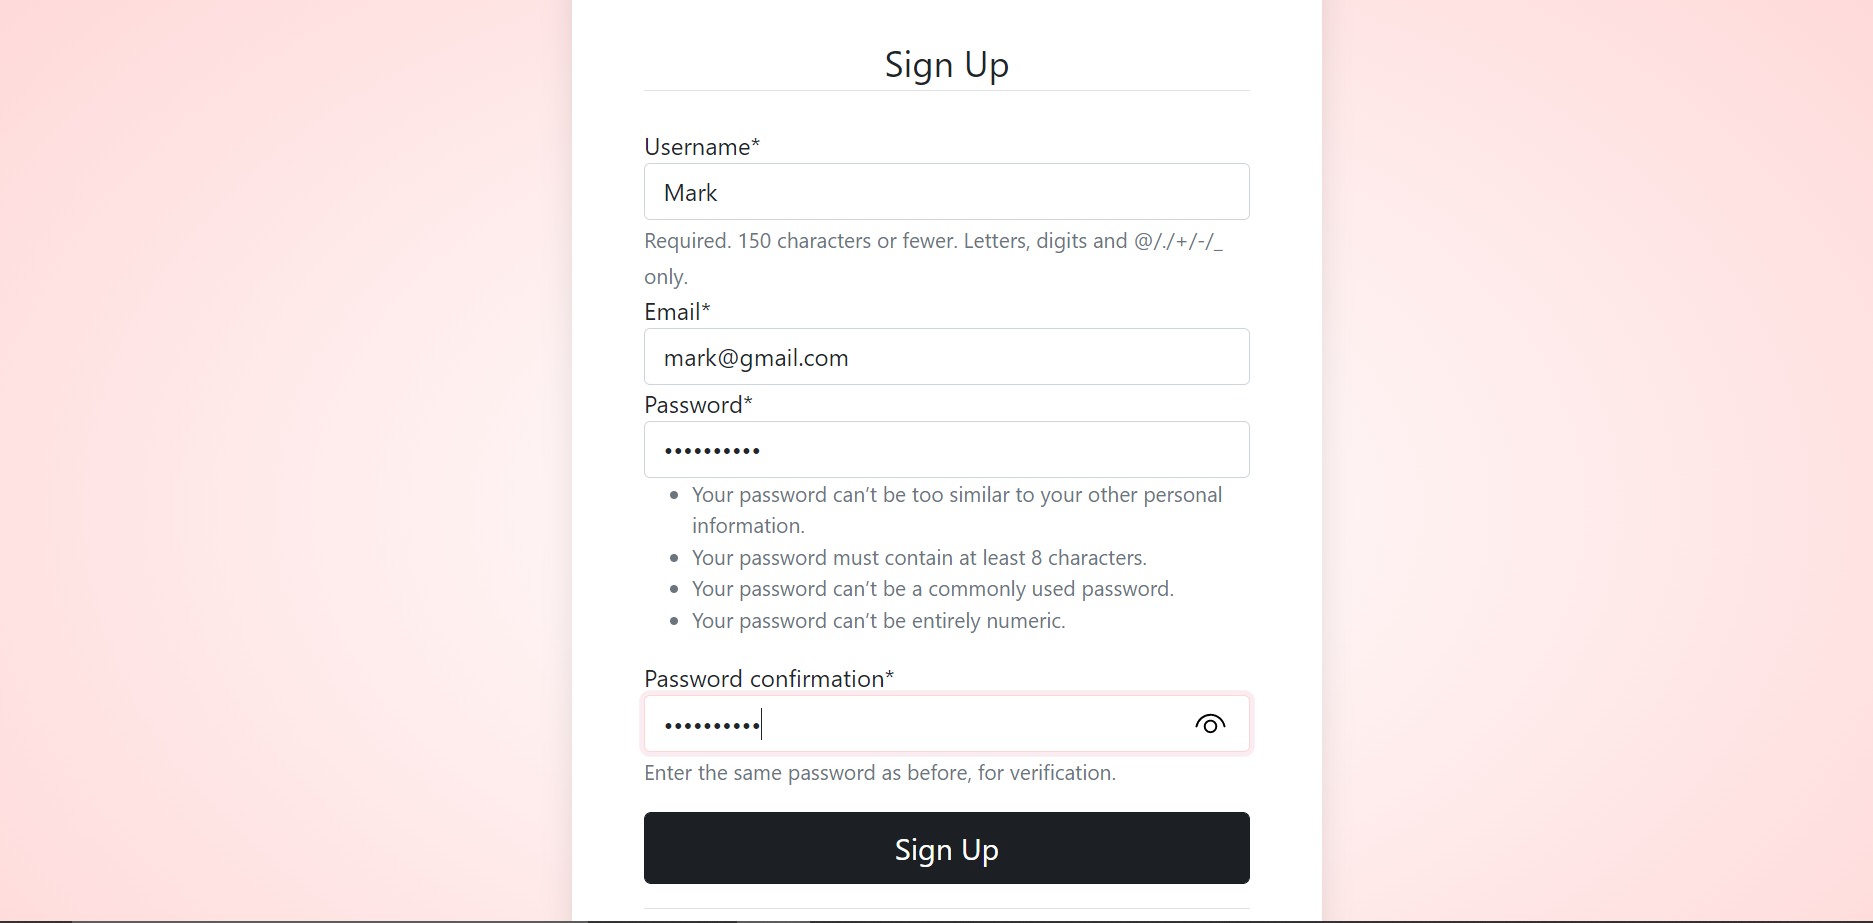 Sign Up
Username*
Mark
Required. 150 characters or fewer. Letters, digits and @/./+/-/_
only.
Email*
mark@gmail.com
Password*
••••••••••
• Your password can’t be too similar to your other personal
information.
• Your password must contain at least 8 characters.
• Your password can’t be a commonly used password.
• Your password can’t be entirely numeric.
Password confirmation*
••••••••••
Enter the same password as before, for verification.
Sign Up